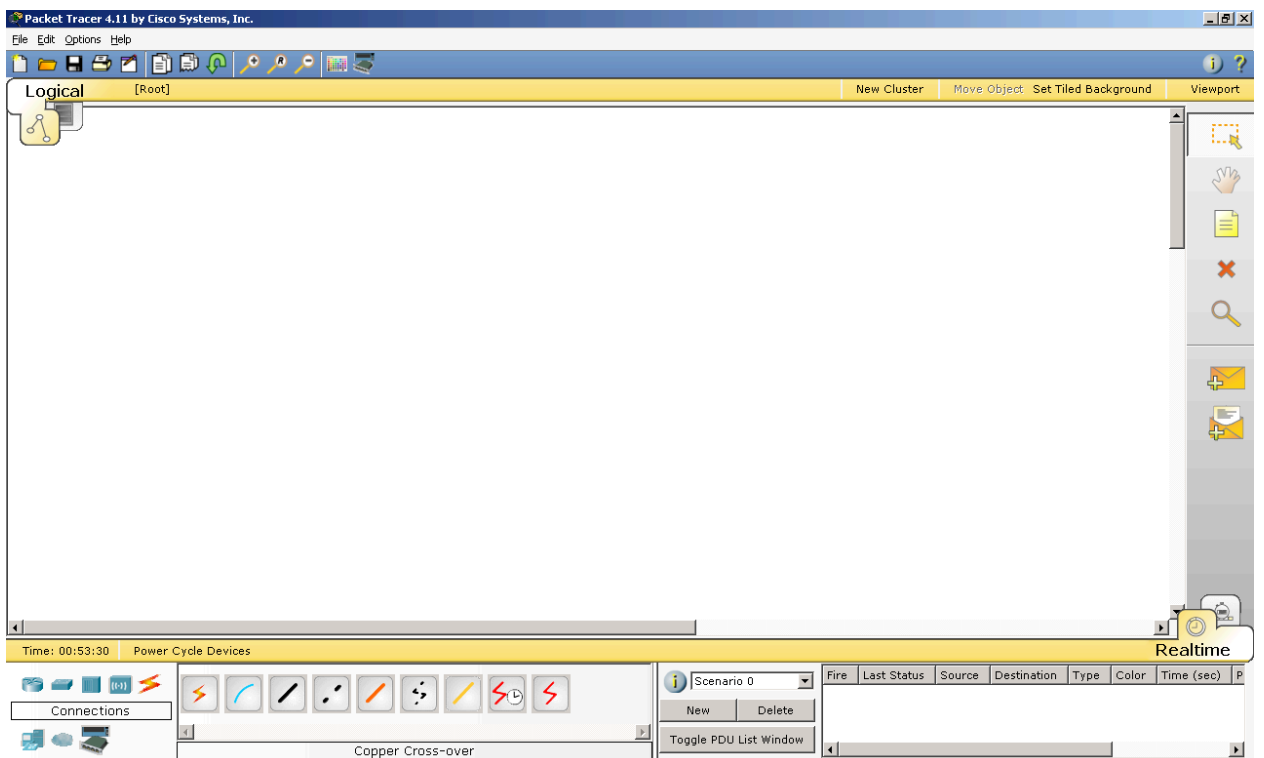 Packet Tracer 4.11 by Cisco Systems, Inc.
File Edit Options Help
Logical [Root] New Cluster Move Object Set Tiled Background Viewport
Time: 00:53:30 Power Cycle Devices Realtime
Connections
Copper Cross-over
Scenario 0
New Delete
Toggle PDU List Window
Fire Last Status Source Destination Type Color Time (sec) P